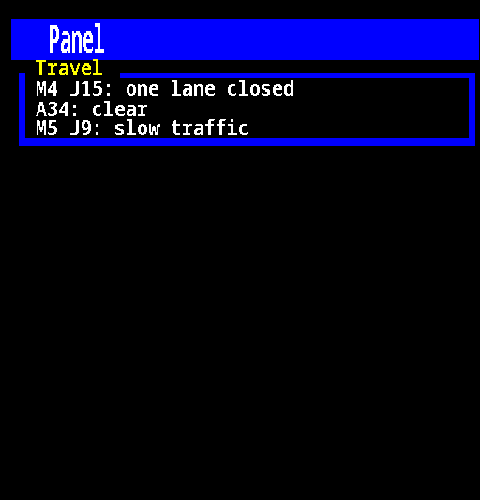 Panel
Travel
M4 J15: one lane closed
A34: clear
M5 J9: slow traffic